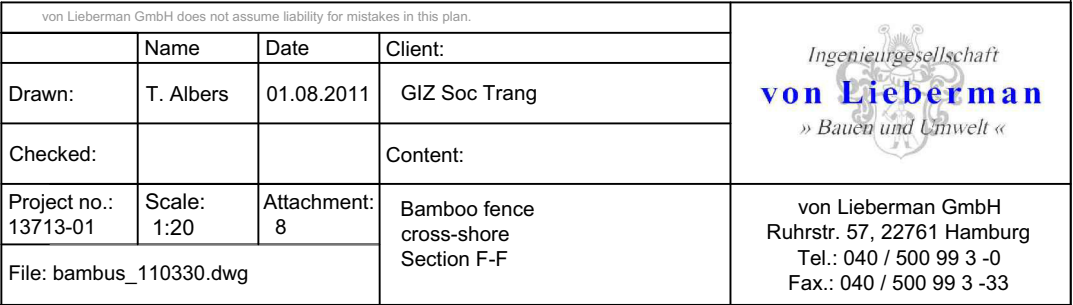 von Lieberman GmbH does not assume liability for mistakes in this plan.
Name Date Client:
Drawn: T. Albers 01.08.2011 GIZ Soc Trang
Checked: Content:
Project no.: Scale: Attachment:
13713-01 1:20 8
File: bambus_110330.dwg
Bamboo fence
cross-shore
Section F-F
Ingenieurgesellschaft
von Lieberman
» Bauen und Umwelt «
von Lieberman GmbH
Ruhrstr. 57, 22761 Hamburg
Tel.: 040 / 500 99 3 -0
Fax.: 040 / 500 99 3 -33